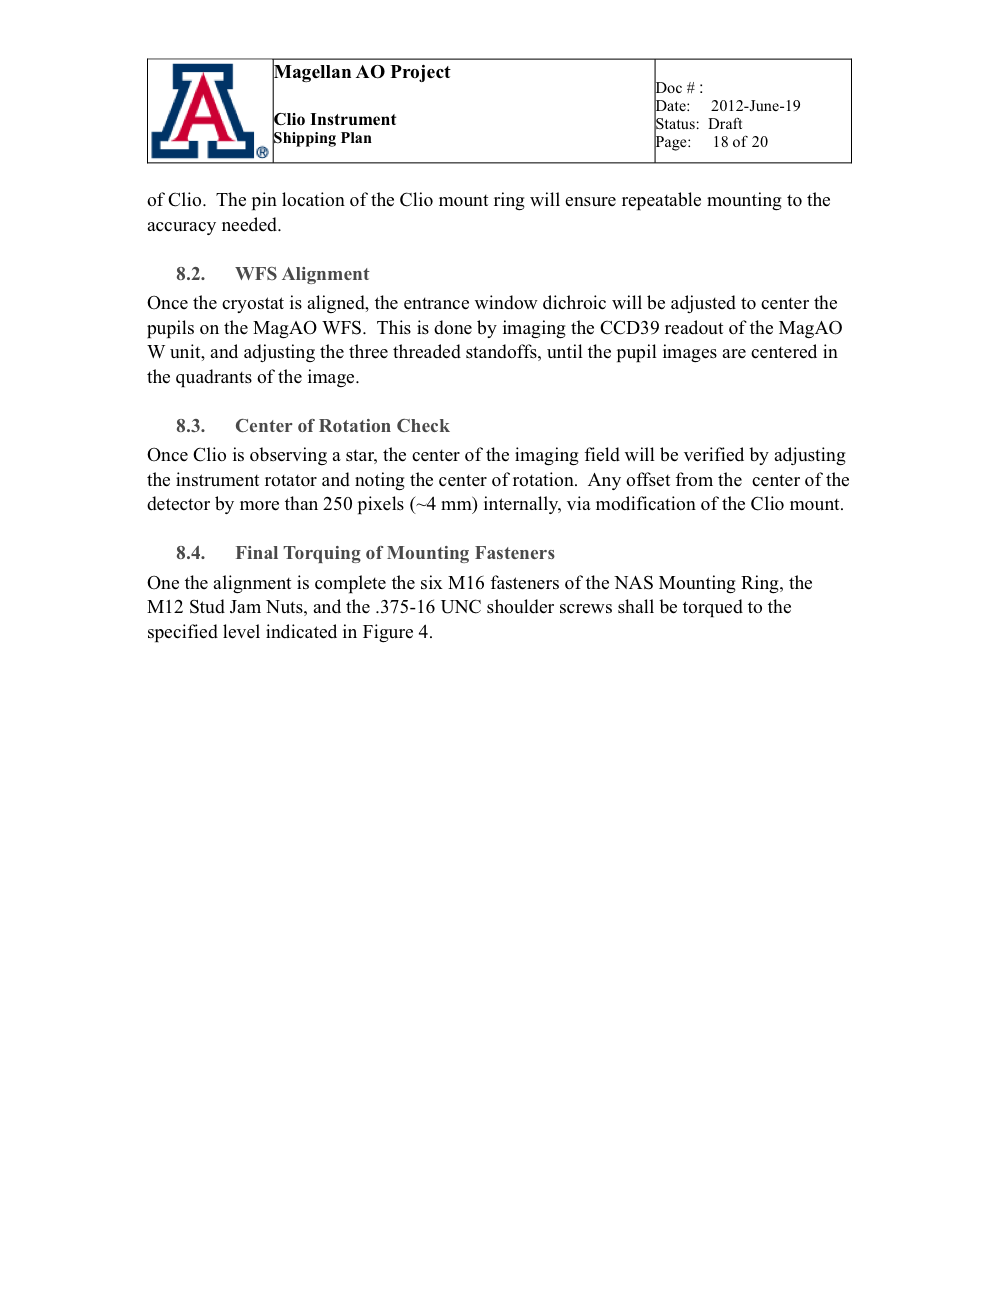 A®
Magellan AO Project
Clio Instrument
Shipping Plan
Doc # :
Date: 2012-June-19
Status: Draft
Page: 18 of 20
of Clio. The pin location of the Clio mount ring will ensure repeatable mounting to the
accuracy needed.
8.2. WFS Alignment
Once the cryostat is aligned, the entrance window dichroic will be adjusted to center the
pupils on the MagAO WFS. This is done by imaging the CCD39 readout of the MagAO
W unit, and adjusting the three threaded standoffs, until the pupil images are centered in
the quadrants of the image.
8.3. Center of Rotation Check
Once Clio is observing a star, the center of the imaging field will be verified by adjusting
the instrument rotator and noting the center of rotation. Any offset from the center of the
detector by more than 250 pixels (~4 mm) internally, via modification of the Clio mount.
8.4. Final Torquing of Mounting Fasteners
One the alignment is complete the six M16 fasteners of the NAS Mounting Ring, the
M12 Stud Jam Nuts, and the .375-16 UNC shoulder screws shall be torqued to the
specified level indicated in Figure 4.